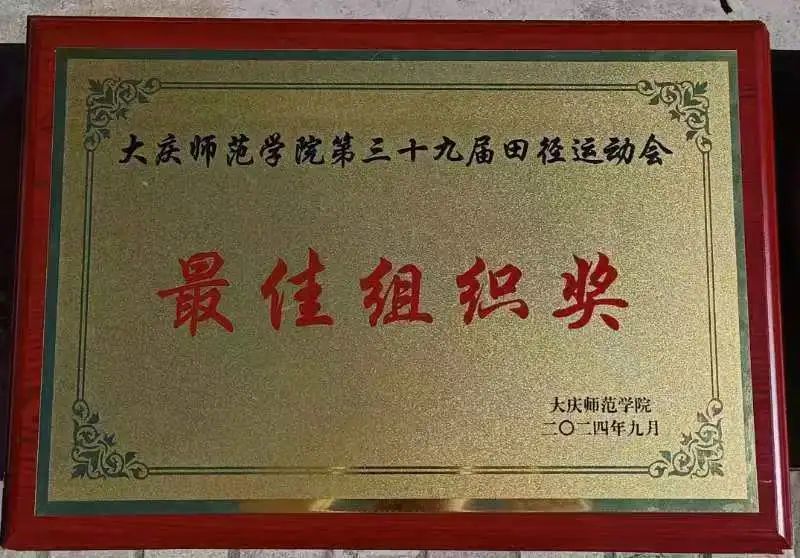 大庆师范学院第三十九届田径运动会
最佳组织奖
大庆师范学院
二〇二四年九月